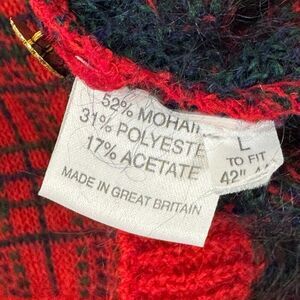 52% MOHAI
31% POLYESTE
17% ACETATE
MADE IN GREAT BRITAIN
L
TO FIT
42"